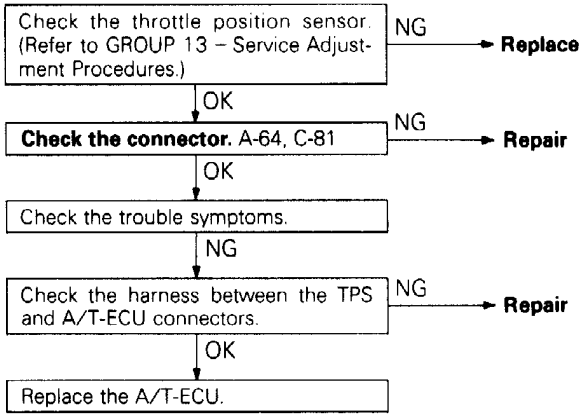 Check the throttle position sensor.
(Refer to GROUP 13 – Service Adjust-
ment Procedures.)
NG
Replace
OK
Check the connector. A-64, C-81
NG
Repair
OK
Check the trouble symptoms.
NG
Check the harness between the TPS
and A/T-ECU connectors.
NG
Repair
OK
Replace the A/T-ECU.